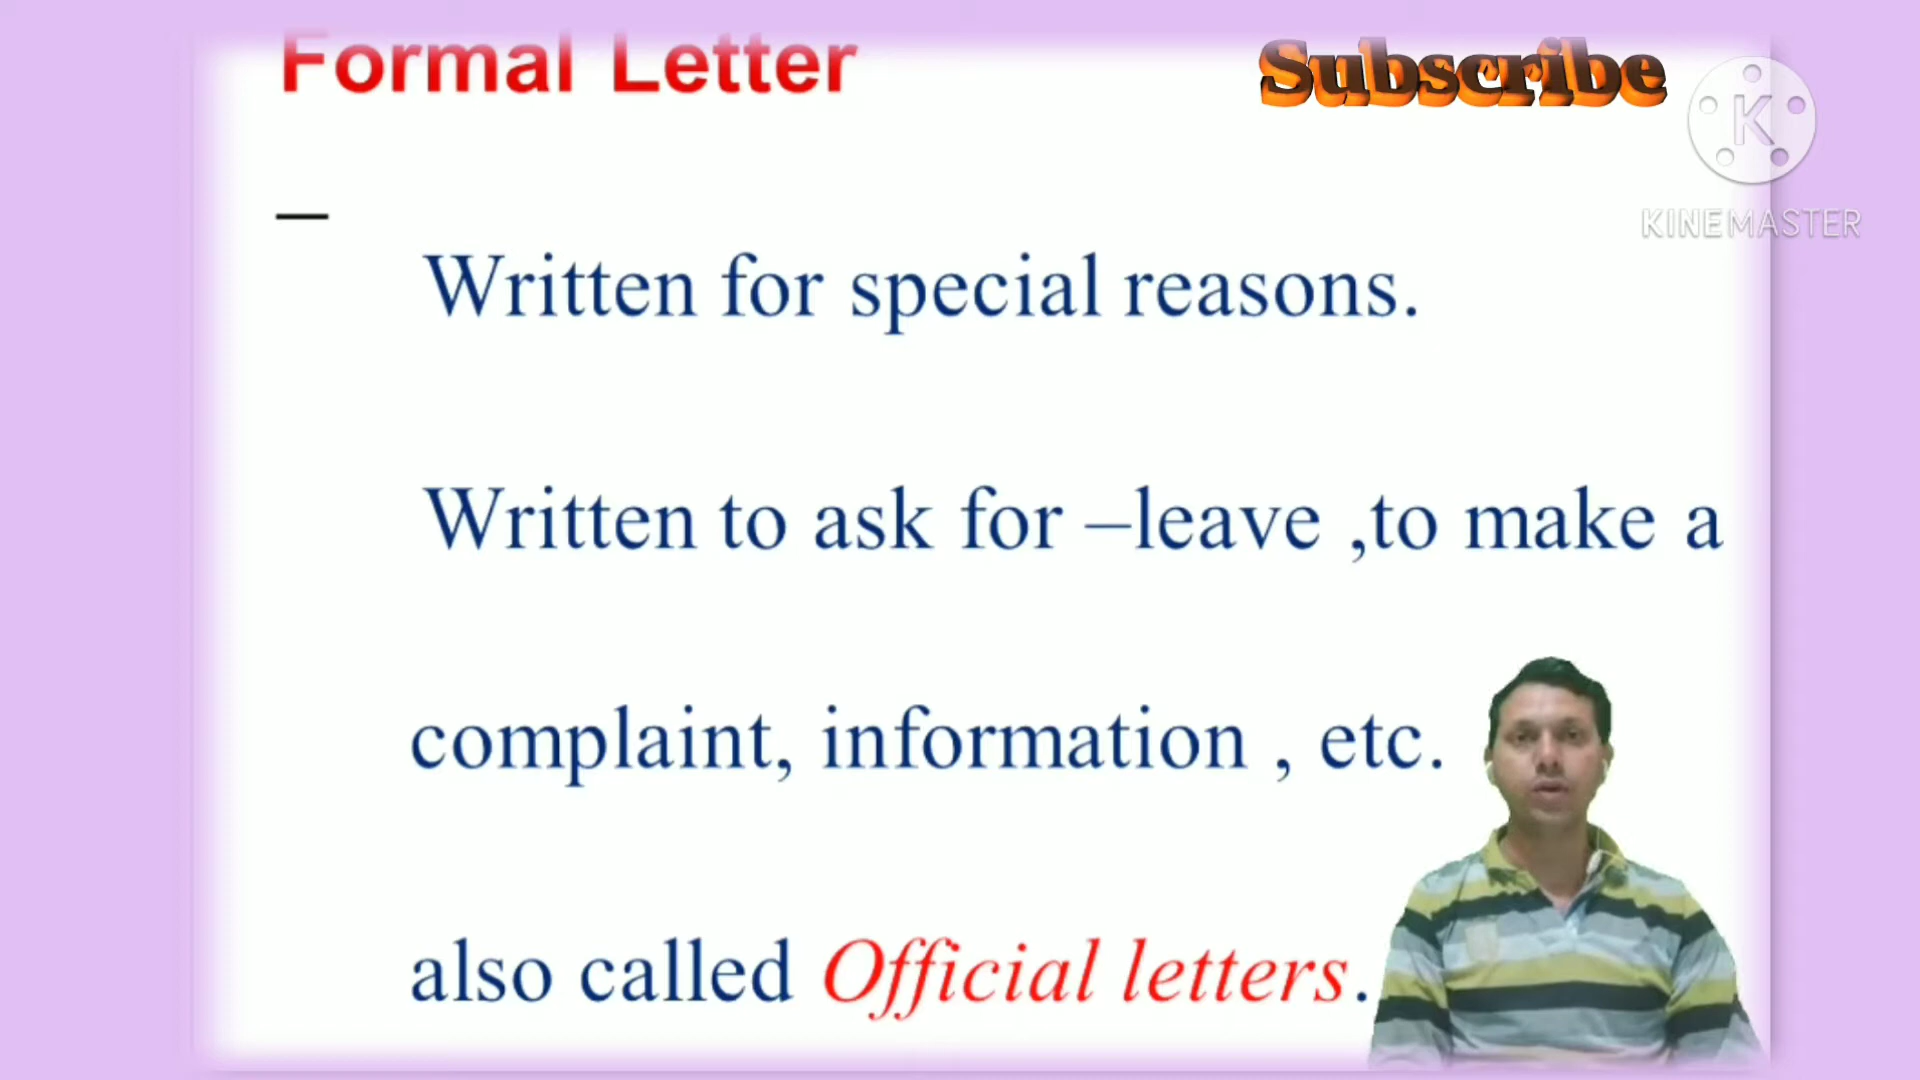 Formal Letter
Subscribe
K
KINEMASTER
–
Written for special reasons.
Written to ask for –leave ,to make a
complaint, information , etc.
also called Official letters.